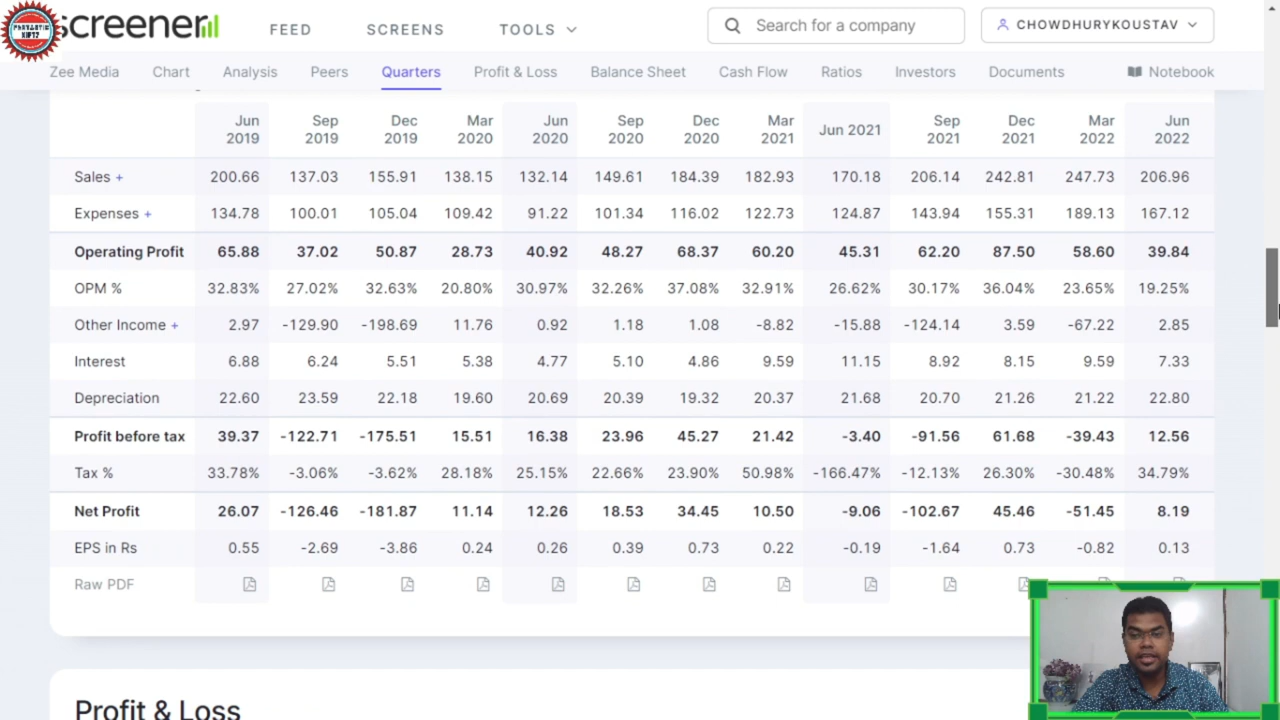 FANTASTIC NIFTY
screener
FEED SCREENS TOOLS
Search for a company
CHOWDHURYKOUSTAV
Zee Media Chart Analysis Peers Quarters Profit & Loss Balance Sheet Cash Flow Ratios Investors Documents Notebook
Jun 2019 Sep 2019 Dec 2019 Mar 2020 Jun 2020 Sep 2020 Dec 2020 Mar 2021 Jun 2021 Sep 2021 Dec 2021 Mar 2022 Jun 2022
Sales + 200.66 137.03 155.91 138.15 132.14 149.61 184.39 182.93 170.18 206.14 242.81 247.73 206.96
Expenses + 134.78 100.01 105.04 109.42 91.22 101.34 116.02 122.73 124.87 143.94 155.31 189.13 167.12
Operating Profit 65.88 37.02 50.87 28.73 40.92 48.27 68.37 60.20 45.31 62.20 87.50 58.60 39.84
OPM % 32.83% 27.02% 32.63% 20.80% 30.97% 32.26% 37.08% 32.91% 26.62% 30.17% 36.04% 23.65% 19.25%
Other Income + 2.97 -129.90 -198.69 11.76 0.92 1.18 1.08 -8.82 -15.88 -124.14 3.59 -67.22 2.85
Interest 6.88 6.24 5.51 5.38 4.77 5.10 4.86 9.59 11.15 8.92 8.15 9.59 7.33
Depreciation 22.60 23.59 22.18 19.60 20.69 20.39 19.32 20.37 21.68 20.70 21.26 21.22 22.80
Profit before tax 39.37 -122.71 -175.51 15.51 16.38 23.96 45.27 21.42 -3.40 -91.56 61.68 -39.43 12.56
Tax % 33.78% -3.06% -3.62% 28.18% 25.15% 22.66% 23.90% 50.98% -166.47% -12.13% 26.30% -30.48% 34.79%
Net Profit 26.07 -126.46 -181.87 11.14 12.26 18.53 34.45 10.50 -9.06 -102.67 45.46 -51.45 8.19
EPS in Rs 0.55 -2.69 -3.86 0.24 0.26 0.39 0.73 0.22 -0.19 -1.64 0.73 -0.82 0.13
Raw PDF
Profit & Loss